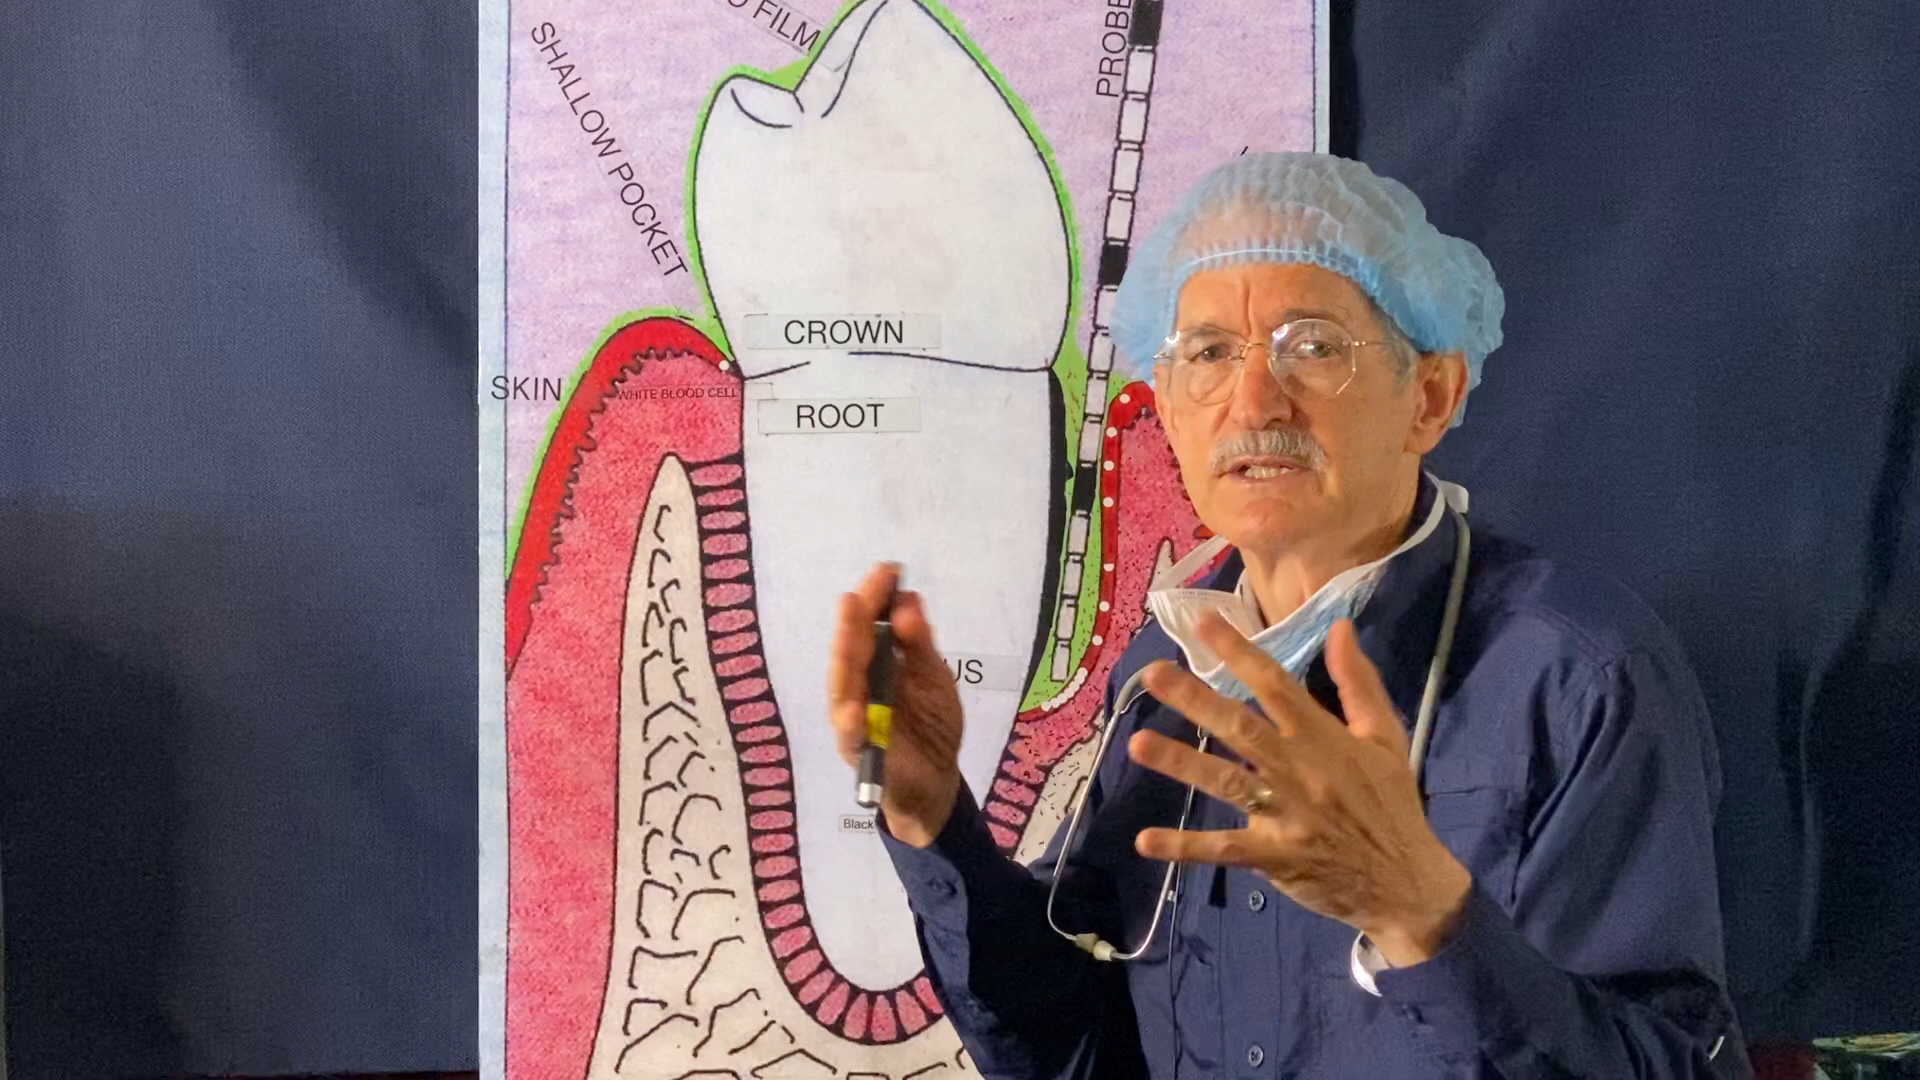 FILM
SHALLOW POCKET
PROBE
CROWN
SKIN
WHITE BLOOD CELL
ROOT
US
Black